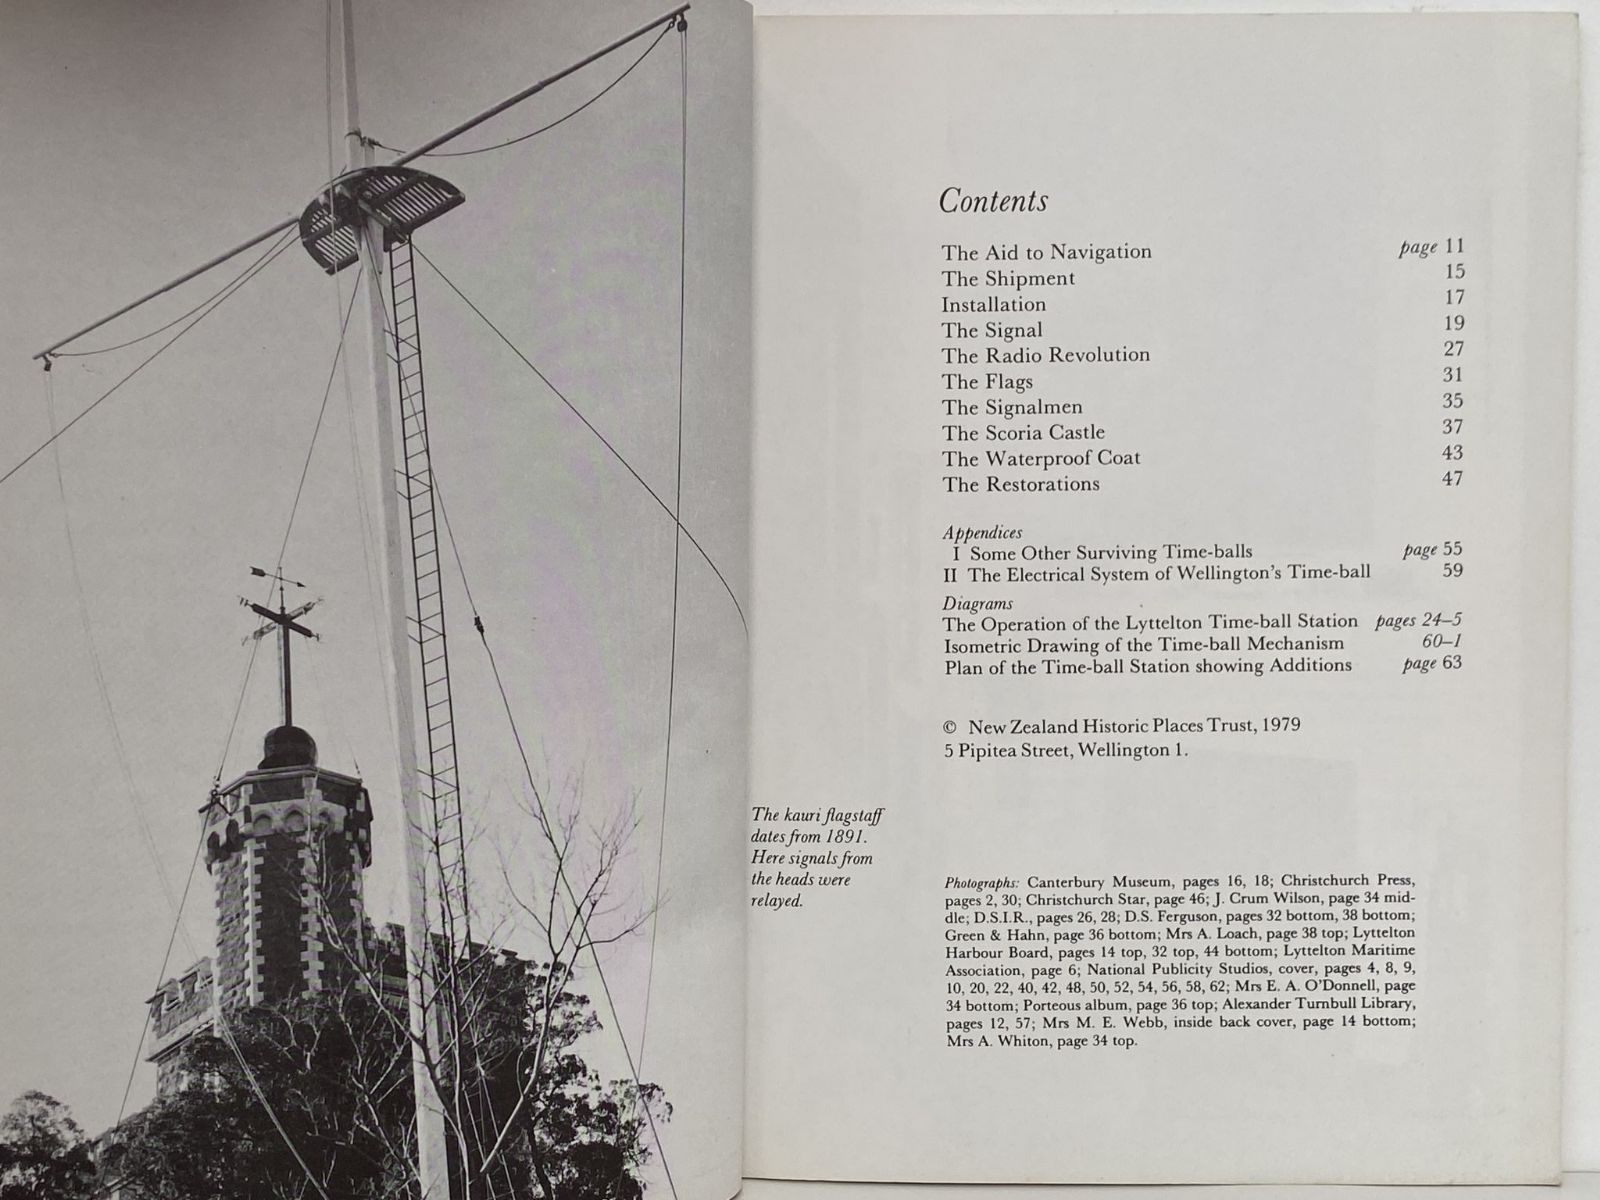 Contents
The Aid to Navigation page 11
The Shipment 15
Installation 17
The Signal 19
The Radio Revolution 27
The Flags 31
The Signalmen 35
The Scoria Castle 37
The Waterproof Coat 43
The Restorations 47
Appendices
I Some Other Surviving Time-balls page 55
II The Electrical System of Wellington's Time-ball 59
Diagrams
The Operation of the Lyttelton Time-ball Station pages 24–5
Isometric Drawing of the Time-ball Mechanism 60–1
Plan of the Time-ball Station showing Additions page 63
© New Zealand Historic Places Trust, 1979
5 Pipitea Street, Wellington 1.
The kauri flagstaff
dates from 1891.
Here signals from
the heads were
relayed.
Photographs: Canterbury Museum, pages 16, 18; Christchurch Press,
pages 2, 30; Christchurch Star, page 46; J. Crum Wilson, page 34 mid-
dle; D.S.I.R., pages 26, 28; D.S. Ferguson, pages 32 bottom, 38 bottom;
Green & Hahn, page 36 bottom; Mrs A. Loach, page 38 top; Lyttelton
Harbour Board, pages 14 top, 32 top, 44 bottom; Lyttelton Maritime
Association, page 6; National Publicity Studios, cover, pages 4, 8, 9,
10, 20, 22, 40, 42, 48, 50, 52, 54, 56, 58, 62; Mrs E. A. O'Donnell, page
34 bottom; Porteous album, page 36 top; Alexander Turnbull Library,
pages 12, 57; Mrs M. E. Webb, inside back cover, page 14 bottom;
Mrs A. Whiton, page 34 top.